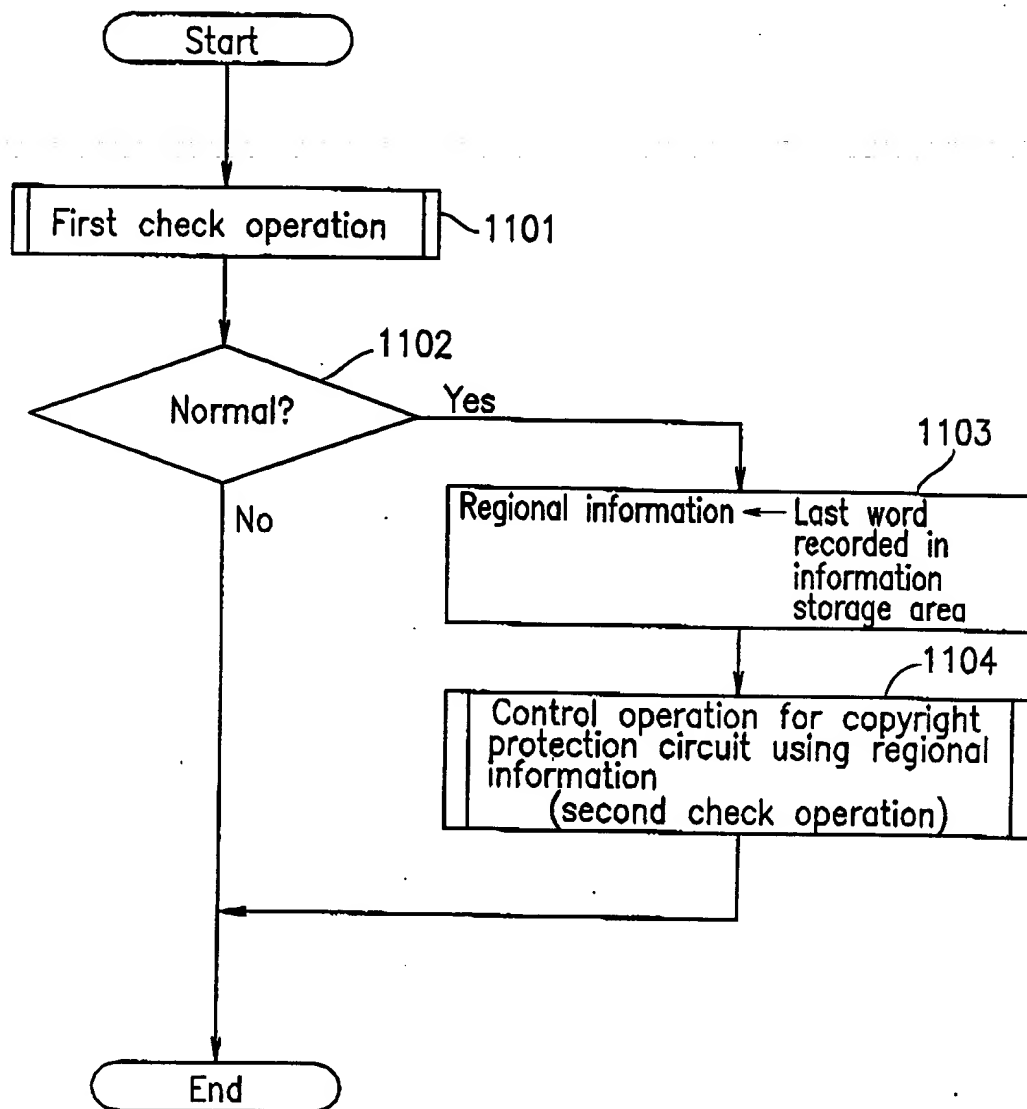 Start
First check operation
1101
1102
Normal?
Yes
No
1103
Regional information ← Last word
recorded in
information
storage area
1104
Control operation for copyright
protection circuit using regional
information
(second check operation)
End